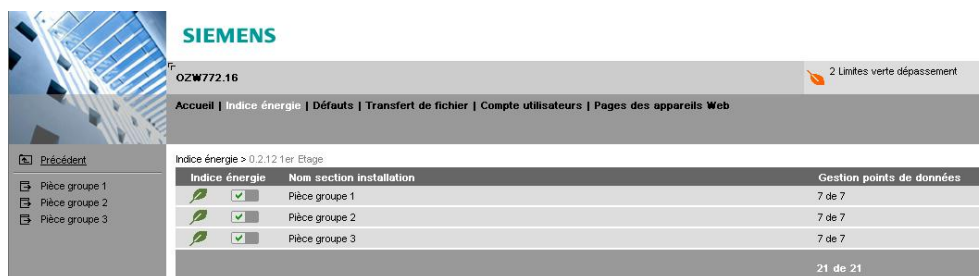 SIEMENS
OZW772.16
2 Limites verte dépassement
Accueil | Indice énergie | Défauts | Transfert de fichier | Compte utilisateurs | Pages des appareils Web
Précédent
Pièce groupe 1
Pièce groupe 2
Pièce groupe 3
Indice énergie > 0.2.12 1er Etage
Indice énergie Nom section installation Gestion points de données
Pièce groupe 1 7 de 7
Pièce groupe 2 7 de 7
Pièce groupe 3 7 de 7
21 de 21